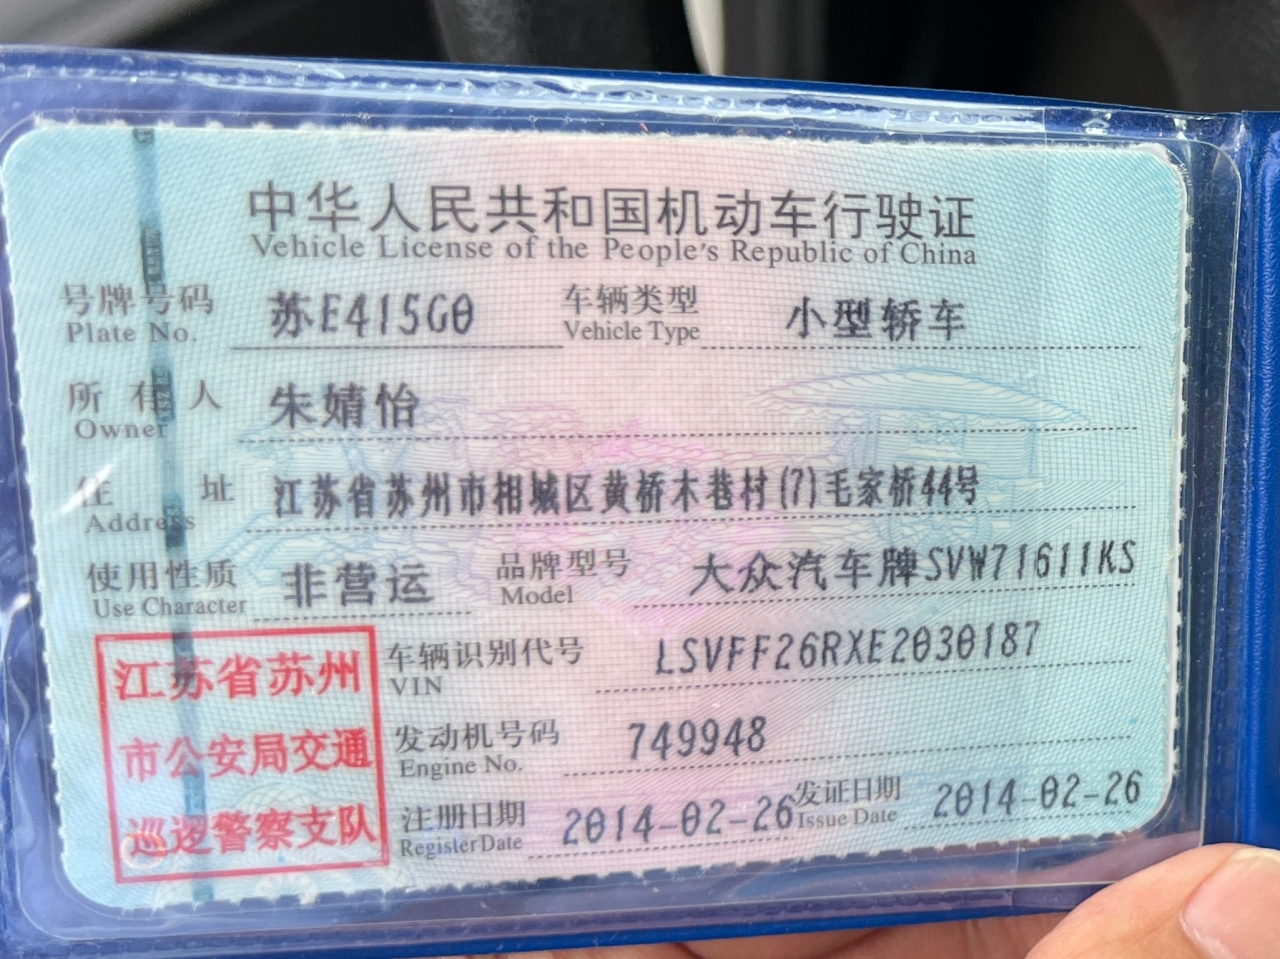 中华人民共和国机动车行驶证
Vehicle License of the People's Republic of China
号牌号码 苏E415G0 车辆类型 小型轿车
Plate No. Vehicle Type
所有人 朱婧怡
Owner
住址 江苏省苏州市相城区黄桥木巷村(7)毛家桥44号
Address
使用性质 非营运 品牌型号 大众汽车牌SVW71611KS
Use Character Model
车辆识别代号 LSVFF26RXE2030187
VIN
发动机号码 749948
Engine No.
注册日期 2014-02-26 发证日期 2014-02-26
Register Date Issue Date
江苏省苏州
市公安局交通
巡逻警察支队